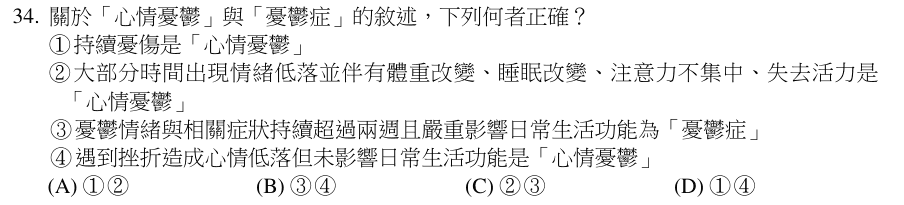 34. 關於「心情憂鬱」與「憂鬱症」的敘述，下列何者正確？
①持續憂傷是「心情憂鬱」
②大部分時間出現情緒低落並伴有體重改變、睡眠改變、注意力不集中、失去活力是
「心情憂鬱」
③憂鬱情緒與相關症狀持續超過兩週且嚴重影響日常生活功能為「憂鬱症」
④遇到挫折造成心情低落但未影響日常生活功能是「心情憂鬱」
(A) ①② (B) ③④ (C) ②③ (D) ①④